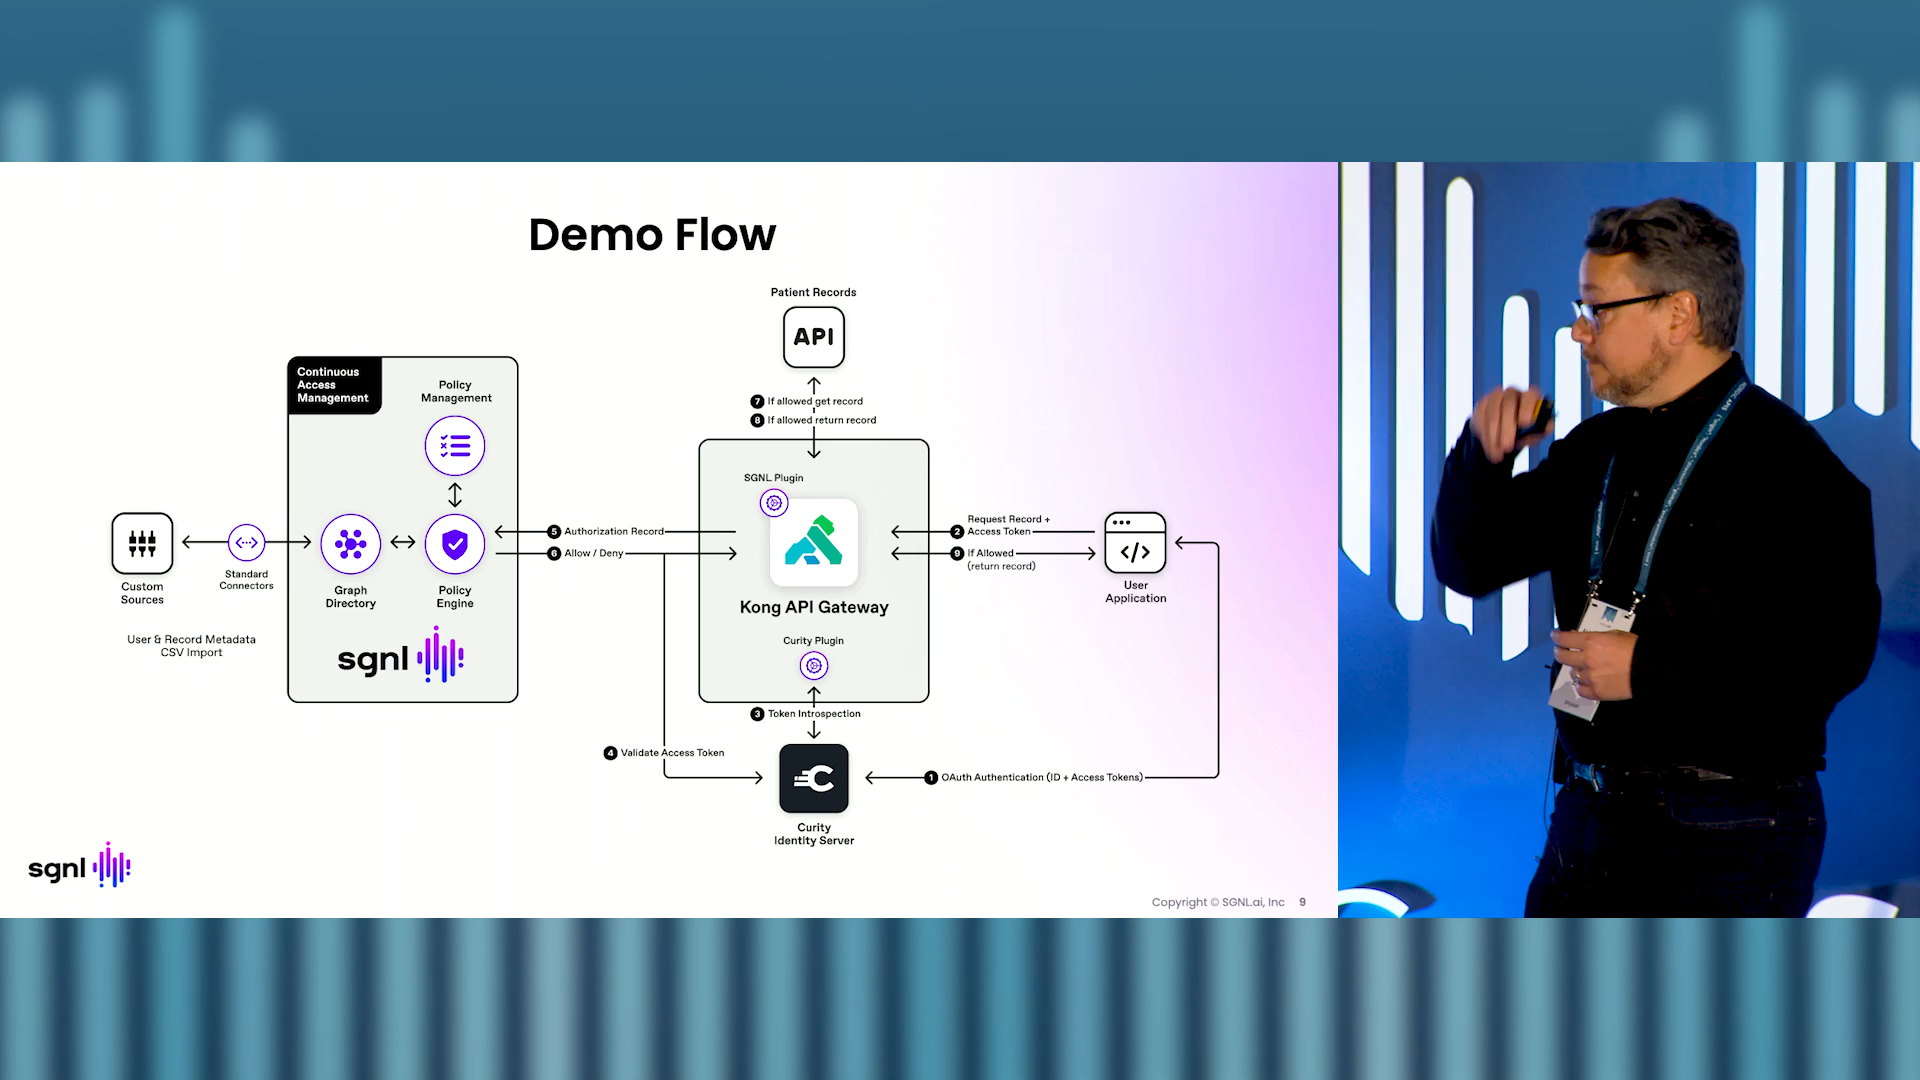 Demo Flow
Patient Records
API
7 If allowed get record
8 If allowed return record
Continuous
Access
Management
Policy
Management
SGNL Plugin
5 Authorization Record
6 Allow / Deny
2 Request Record +
Access Token
9 If Allowed
(return record)
Custom
Sources
Standard
Connectors
Graph
Directory
Policy
Engine
Kong API Gateway
User
Application
User & Record Metadata
CSV Import
sgnl
Curity Plugin
3 Token Introspection
4 Validate Access Token
1 OAuth Authentication (ID + Access Tokens)
Curity
Identity Server
sgnl
Copyright © SGNL.ai, Inc 9